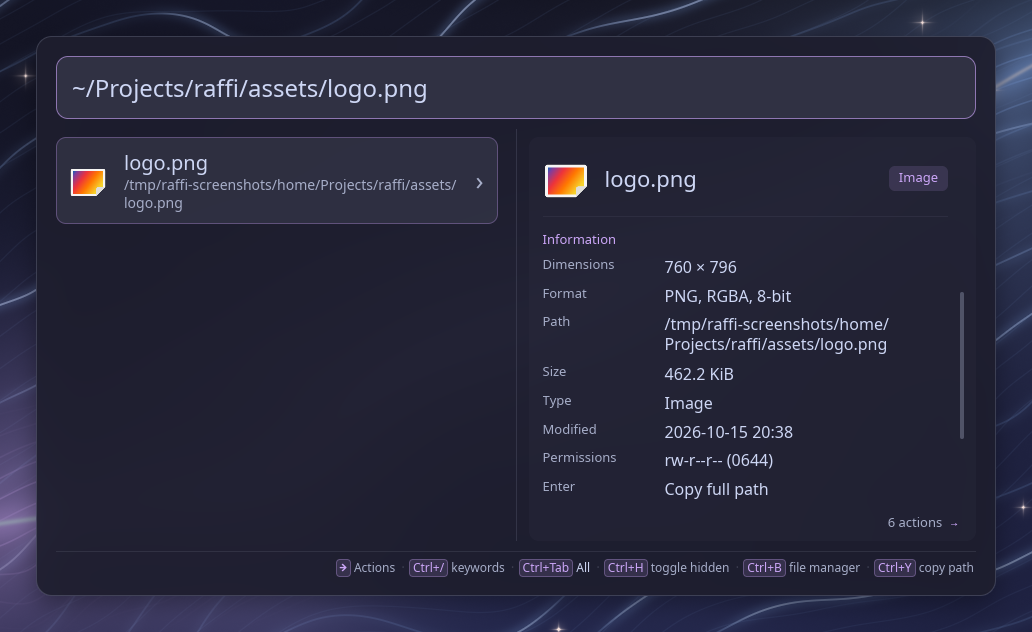 ~/Projects/raffi/assets/logo.png
logo.png
/tmp/raffi-screenshots/home/Projects/raffi/assets/
logo.png
›
logo.png
Image
Information
Dimensions 760 × 796
Format PNG, RGBA, 8-bit
Path /tmp/raffi-screenshots/home/
Projects/raffi/assets/logo.png
Size 462.2 KiB
Type Image
Modified 2026-10-15 20:38
Permissions rw-r--r-- (0644)
Enter Copy full path
6 actions →
→ Actions · Ctrl+/ keywords · Ctrl+Tab All · Ctrl+H toggle hidden · Ctrl+B file manager · Ctrl+Y copy path